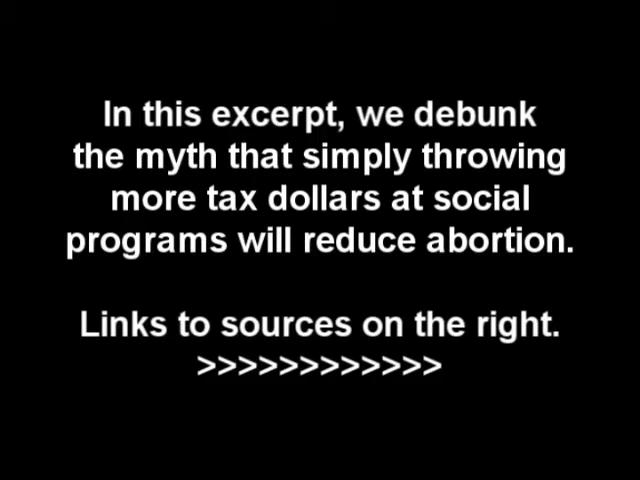 In this excerpt, we debunk
the myth that simply throwing
more tax dollars at social
programs will reduce abortion.
Links to sources on the right.
>>>>>>>>>>>>